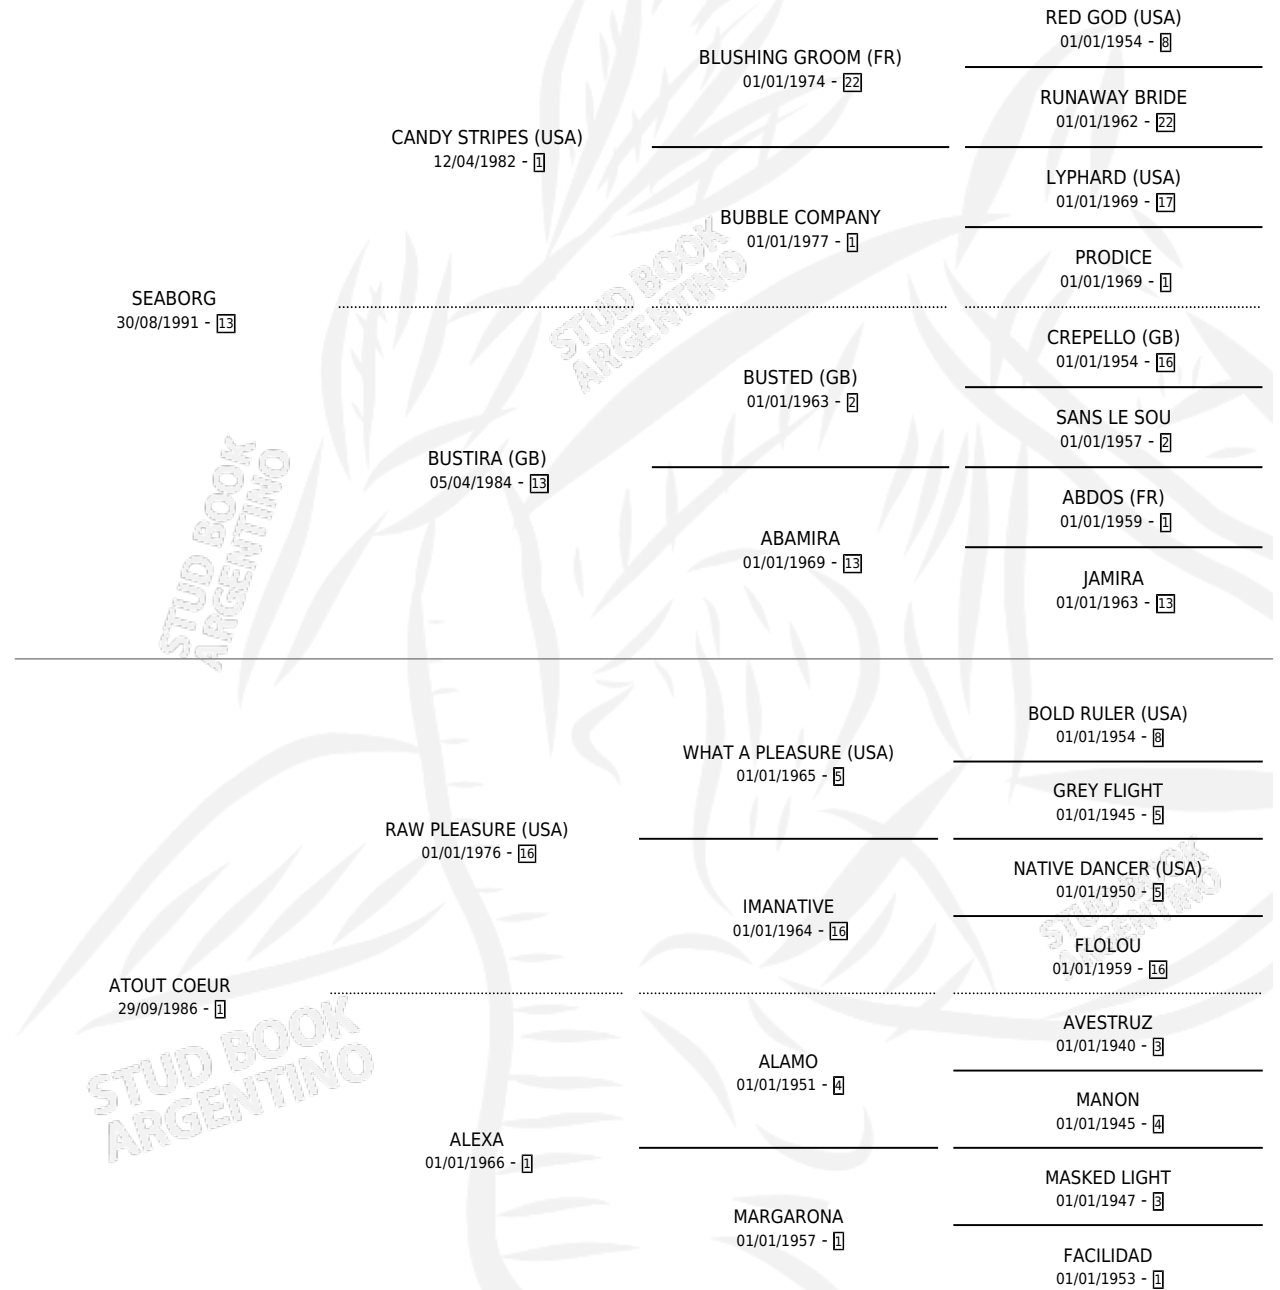 RED GOD (USA)
01/01/1954 - 8
BLUSHING GROOM (FR)
01/01/1974 - 22
RUNAWAY BRIDE
01/01/1962 - 22
CANDY STRIPES (USA)
12/04/1982 - 1
LYPHARD (USA)
01/01/1969 - 17
BUBBLE COMPANY
01/01/1977 - 1
PRODICE
01/01/1969 - 1
SEABORG
30/08/1991 - 13
STUD BOOK
ARGENTINO
CREPELLO (GB)
01/01/1954 - 16
BUSTED (GB)
01/01/1963 - 2
SANS LE SOU
01/01/1957 - 2
BUSTIRA (GB)
05/04/1984 - 13
ABDOS (FR)
01/01/1959 - 1
ABAMIRA
01/01/1969 - 13
JAMIRA
01/01/1963 - 13
STUD BOOK
ARGENTINO
BOLD RULER (USA)
01/01/1954 - 8
WHAT A PLEASURE (USA)
01/01/1965 - 5
GREY FLIGHT
01/01/1945 - 5
RAW PLEASURE (USA)
01/01/1976 - 16
NATIVE DANCER (USA)
01/01/1950 - 5
IMANATIVE
01/01/1964 - 16
STUD BOOK
ARGENTINO
FLOLOU
01/01/1959 - 16
ATOUT COEUR
29/09/1986 - 1
STUD BOOK
ARGENTINO
AVESTRUZ
01/01/1940 - 3
ALAMO
01/01/1951 - 4
MANON
01/01/1945 - 4
ALEXA
01/01/1966 - 1
MASKED LIGHT
01/01/1947 - 3
MARGARONA
01/01/1957 - 1
FACILIDAD
01/01/1953 - 1